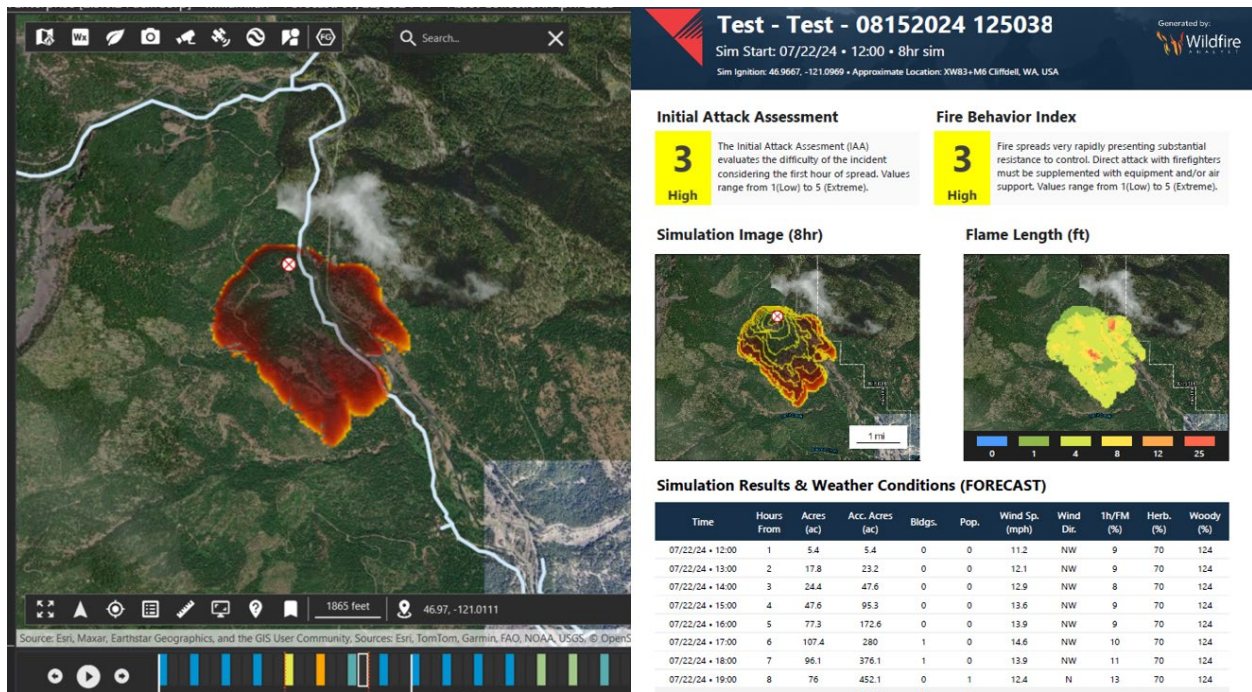 Wx
FG
Search...
1865 feet
46.97, -121.0111
Source: Esri, Maxar, Earthstar Geographics, and the GIS User Community. Sources: Esri, TomTom, Garmin, FAO, NOAA, USGS, © OpenS
Test - Test - 08152024 125038
Sim Start: 07/22/24 • 12:00 • 8hr sim
Sim Ignition: 46.9667, -121.0969 • Approximate Location: XW83+M6 Cliffdell, WA, USA
Generated by:
Wildfire
ANALYST
Initial Attack Assessment
3
High
The Initial Attack Assesment (IAA)
evaluates the difficulty of the incident
considering the first hour of spread. Values
range from 1(Low) to 5 (Extreme).
Fire Behavior Index
3
High
Fire spreads very rapidly presenting substantial
resistance to control. Direct attack with firefighters
must be supplemented with equipment and/or air
support. Values range from 1(Low) to 5 (Extreme).
Simulation Image (8hr)
1 mi
Flame Length (ft)
0 1 4 8 12 25
Simulation Results & Weather Conditions (FORECAST)
Time Hours From Acres (ac) Acc. Acres (ac) Bldgs. Pop. Wind Sp. (mph) Wind Dir. 1h/FM (%) Herb. (%) Woody (%)
07/22/24 • 12:00 1 5.4 5.4 0 0 11.2 NW 9 70 124
07/22/24 • 13:00 2 17.8 23.2 0 0 12.1 NW 9 70 124
07/22/24 • 14:00 3 24.4 47.6 0 0 12.9 NW 8 70 124
07/22/24 • 15:00 4 47.6 95.3 0 0 13.6 NW 9 70 124
07/22/24 • 16:00 5 77.3 172.6 0 0 13.9 NW 9 70 124
07/22/24 • 17:00 6 107.4 280 1 0 14.6 NW 10 70 124
07/22/24 • 18:00 7 96.1 376.1 1 0 13.9 NW 11 70 124
07/22/24 • 19:00 8 76 452.1 0 1 12.4 N 13 70 124